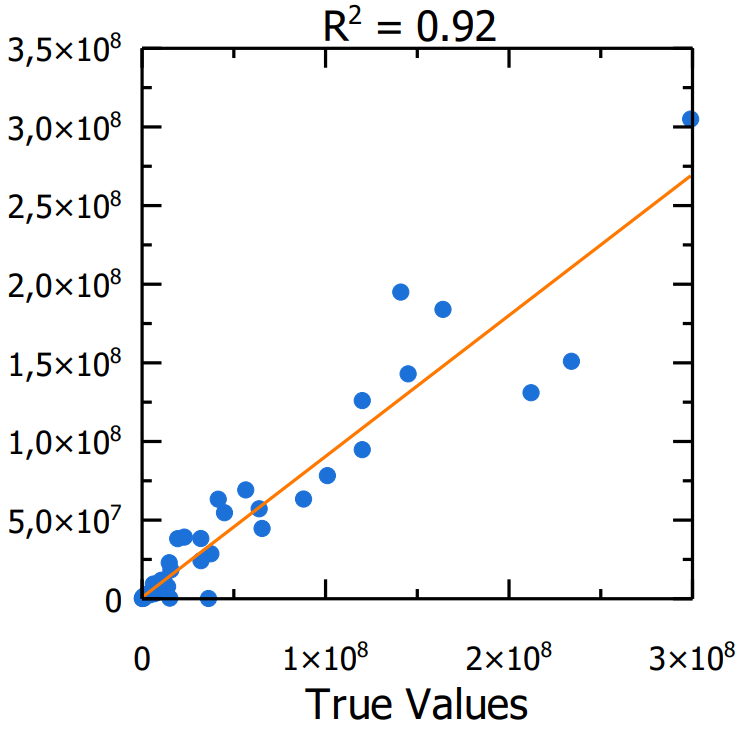 R² = 0.92
3,5×10⁸
3,0×10⁸
2,5×10⁸
2,0×10⁸
1,5×10⁸
1,0×10⁸
5,0×10⁷
0
0 1×10⁸ 2×10⁸ 3×10⁸
True Values